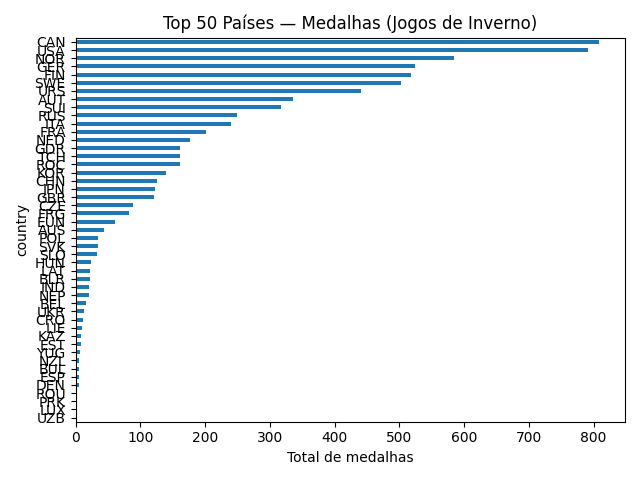 Top 50 Países — Medalhas (Jogos de Inverno)
CAN
USA
NOR
GER
FIN
SWE
URS
AUT
SUI
RUS
ITA
FRA
NED
GDR
TCH
ROC
KOR
CHN
JPN
GBR
CZE
FRG
EUN
AUS
POL
SVK
SLO
HUN
LAT
BLR
IND
NEP
BEL
UKR
CRO
LIE
KAZ
EST
YUG
NZL
BUL
ESP
DEN
ROU
PRK
LUX
UZB
country
0 100 200 300 400 500 600 700 800
Total de medalhas